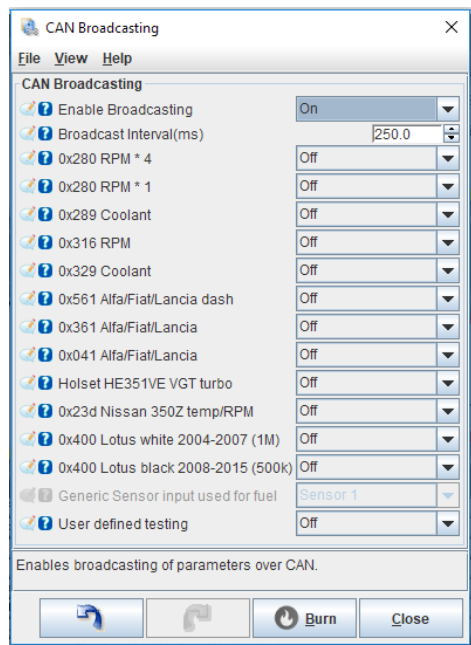 CAN Broadcasting
File View Help
CAN Broadcasting
Enable Broadcasting On
Broadcast Interval(ms) 250.0
0x280 RPM * 4 Off
0x280 RPM * 1 Off
0x289 Coolant Off
0x316 RPM Off
0x329 Coolant Off
0x561 Alfa/Fiat/Lancia dash Off
0x361 Alfa/Fiat/Lancia Off
0x041 Alfa/Fiat/Lancia Off
Holset HE351VE VGT turbo Off
0x23d Nissan 350Z temp/RPM Off
0x400 Lotus white 2004-2007 (1M) Off
0x400 Lotus black 2008-2015 (500k) Off
Generic Sensor input used for fuel Sensor 1
User defined testing Off
Enables broadcasting of parameters over CAN.
Burn Close